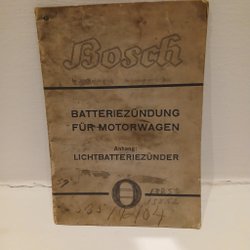 Bosch
BATTERIEZÜNDUNG
FÜR MOTORWAGEN
Anhang:
LICHTBATTERIEZÜNDER